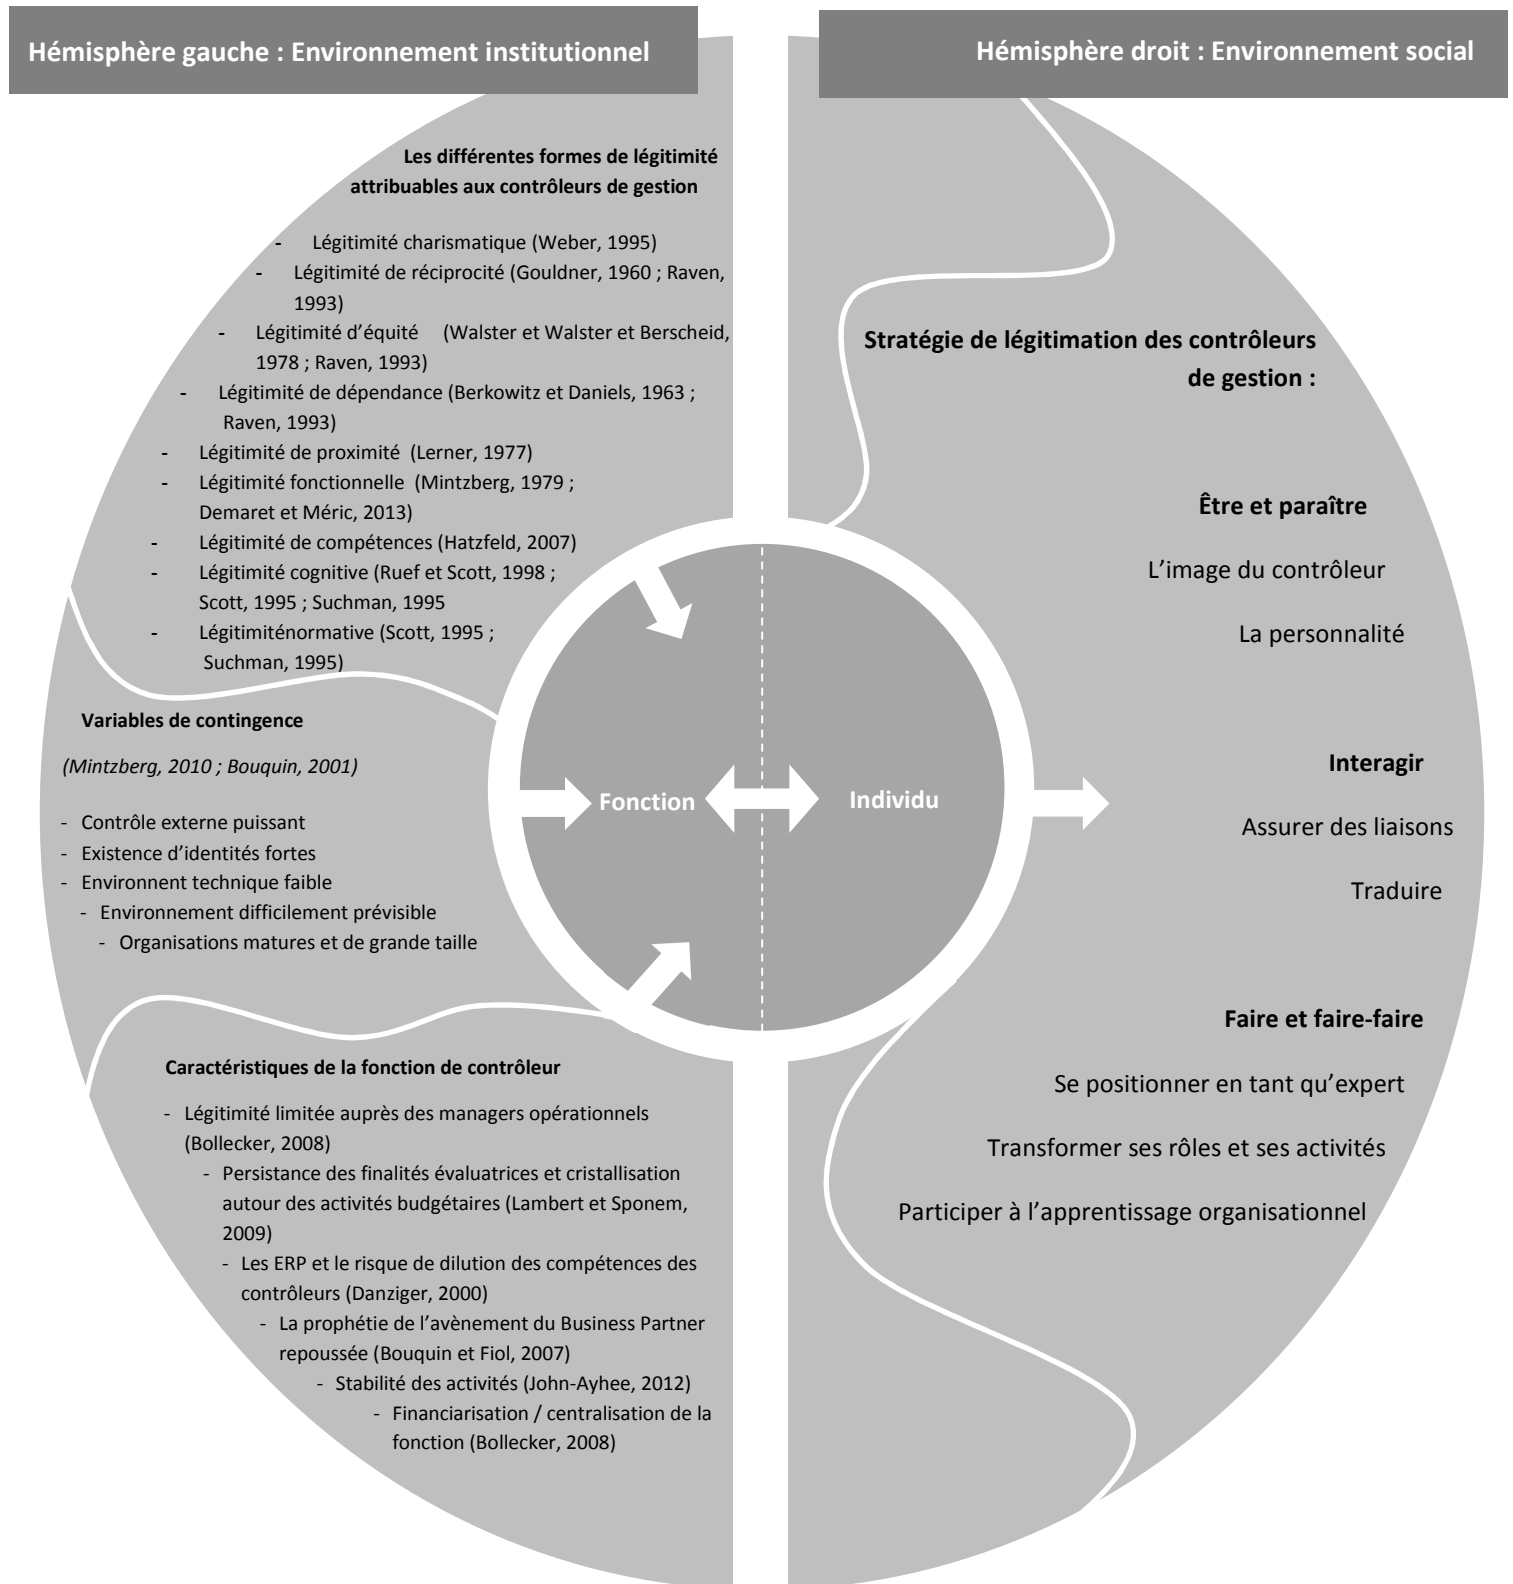 Hémisphère gauche : Environnement institutionnel
Hémisphère droit : Environnement social
Les différentes formes de légitimité
attribuables aux contrôleurs de gestion
- Légitimité charismatique (Weber, 1995)
- Légitimité de réciprocité (Gouldner, 1960 ; Raven,
1993)
- Légitimité d’équité (Walster et Walster et Berscheid,
1978 ; Raven, 1993)
- Légitimité de dépendance (Berkowitz et Daniels, 1963 ;
Raven, 1993)
- Légitimité de proximité (Lerner, 1977)
- Légitimité fonctionnelle (Mintzberg, 1979 ;
Demaret et Méric, 2013)
- Légitimité de compétences (Hatzfeld, 2007)
- Légitimité cognitive (Ruef et Scott, 1998 ;
Scott, 1995 ; Suchman, 1995
- Légitiminténormative (Scott, 1995 ;
Suchman, 1995)
Variables de contingence
(Mintzberg, 2010 ; Bouquin, 2001)
- Contrôle externe puissant
- Existence d’identités fortes
- Environnent technique faible
- Environnement difficilement prévisible
- Organisations matures et de grande taille
Caractéristiques de la fonction de contrôleur
- Légitimité limitée auprès des managers opérationnels
(Bollecker, 2008)
- Persistance des finalités évaluatrices et cristallisation
autour des activités budgétaires (Lambert et Sponem,
2009)
- Les ERP et le risque de dilution des compétences des
contrôleurs (Danziger, 2000)
- La prophétie de l’avènement du Business Partner
repoussée (Bouquin et Fiol, 2007)
- Stabilité des activités (John-Ayhee, 2012)
- Financiarisation / centralisation de la
fonction (Bollecker, 2008)
Fonction
Individu
Stratégie de légitimation des contrôleurs
de gestion :
Être et paraître
L’image du contrôleur
La personnalité
Interagir
Assurer des liaisons
Traduire
Faire et faire-faire
Se positionner en tant qu’expert
Transformer ses rôles et ses activités
Participer à l’apprentissage organisationnel